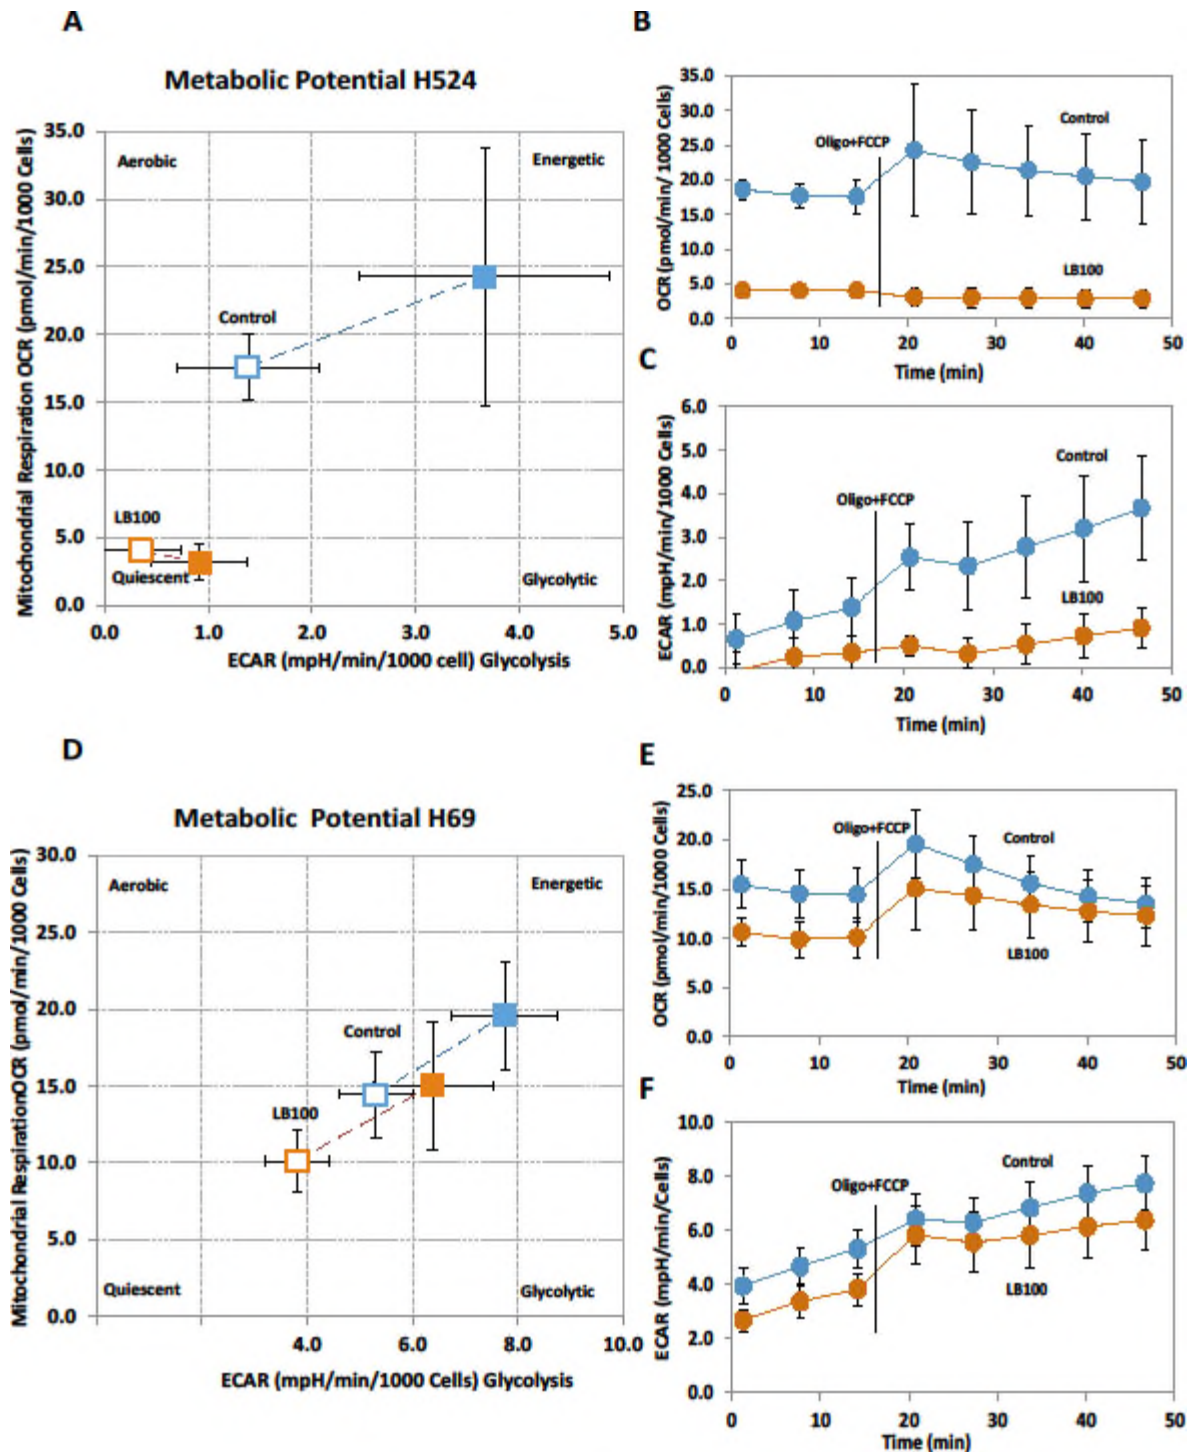 A
Metabolic Potential H524
Mitochondrial Respiration OCR (pmol/min/1000 Cells)
35.0
30.0
25.0
20.0
15.0
10.0
5.0
0.0
Aerobic
Energetic
Control
LB100
Quiescent
Glycolytic
0.0 1.0 2.0 3.0 4.0 5.0
ECAR (mpH/min/1000 cell) Glycolysis
B
OCR (pmol/min/ 1000 Cells)
35.0
30.0
25.0
20.0
15.0
10.0
5.0
0.0
Oligo+FCCP
Control
LB100
0 10 20 30 40 50
Time (min)
C
ECAR (mpH/min/1000 Cells)
6.0
5.0
4.0
3.0
2.0
1.0
0.0
Oligo+FCCP
Control
LB100
0 10 20 30 40 50
Time (min)
D
Metabolic Potential H69
Mitochondrial RespirationOCR (pmol/min/1000 Cells)
30.0
25.0
20.0
15.0
10.0
5.0
0.0
Aerobic
Energetic
Control
LB100
Quiescent
Glycolytic
4.0 6.0 8.0 10.0
ECAR (mpH/min/1000 Cells) Glycolysis
E
OCR (pmol/min/1000 Cells)
25.0
20.0
15.0
10.0
5.0
0.0
Oligo+FCCP
Control
LB100
0 10 20 30 40 50
Time (min)
F
ECAR (mpH/min/Cells)
10.0
8.0
6.0
4.0
2.0
0.0
Oligo+FCCP
Control
LB100
0 10 20 30 40 50
Time (min)